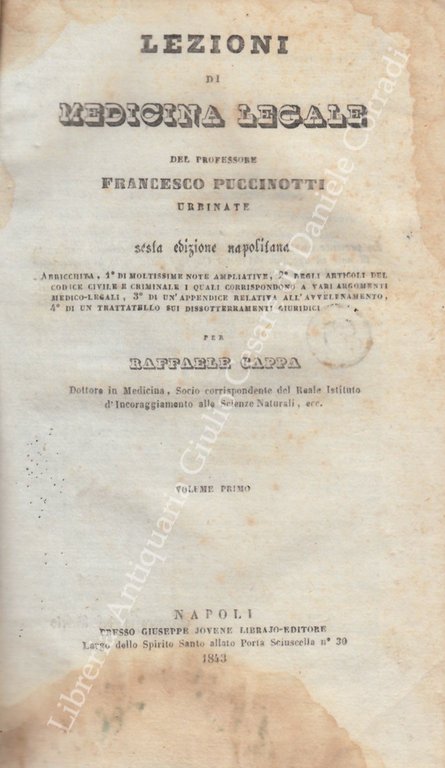 LEZIONI
DI
MEDICINA LEGALE
DEL PROFESSORE
FRANCESCO PUCCINOTTI
URBINATE
sesta edizione napolitana
ARRICCHITA, 1° DI MOLTISSIME NOTE AMPLIATIVE, 2° DEGLI ARTICOLI DEL
CODICE CIVILE E CRIMINALE I QUALI CORRISPONDONO A VARI ARGOMENTI
MEDICO-LEGALI, 3° DI UN'APPENDICE RELATIVA ALL'AVVELENAMENTO,
4° DI UN TRATTATELLO SUI DISSOTTERRAMENTI GIURIDICI
PER
RAFFAELE CAPPA
Dottore in Medicina, Socio corrispondente del Reale Istituto
d'Incoraggiamento alle Scienze Naturali, ecc.
VOLUME PRIMO
NAPOLI
PRESSO GIUSEPPE JOVENE LIBRAJO-EDITORE
Largo dello Spirito Santo allato Porta Sciuscella n° 30
1843
Libreria Antiquaria Giulio Cesare di Daniele Corradi